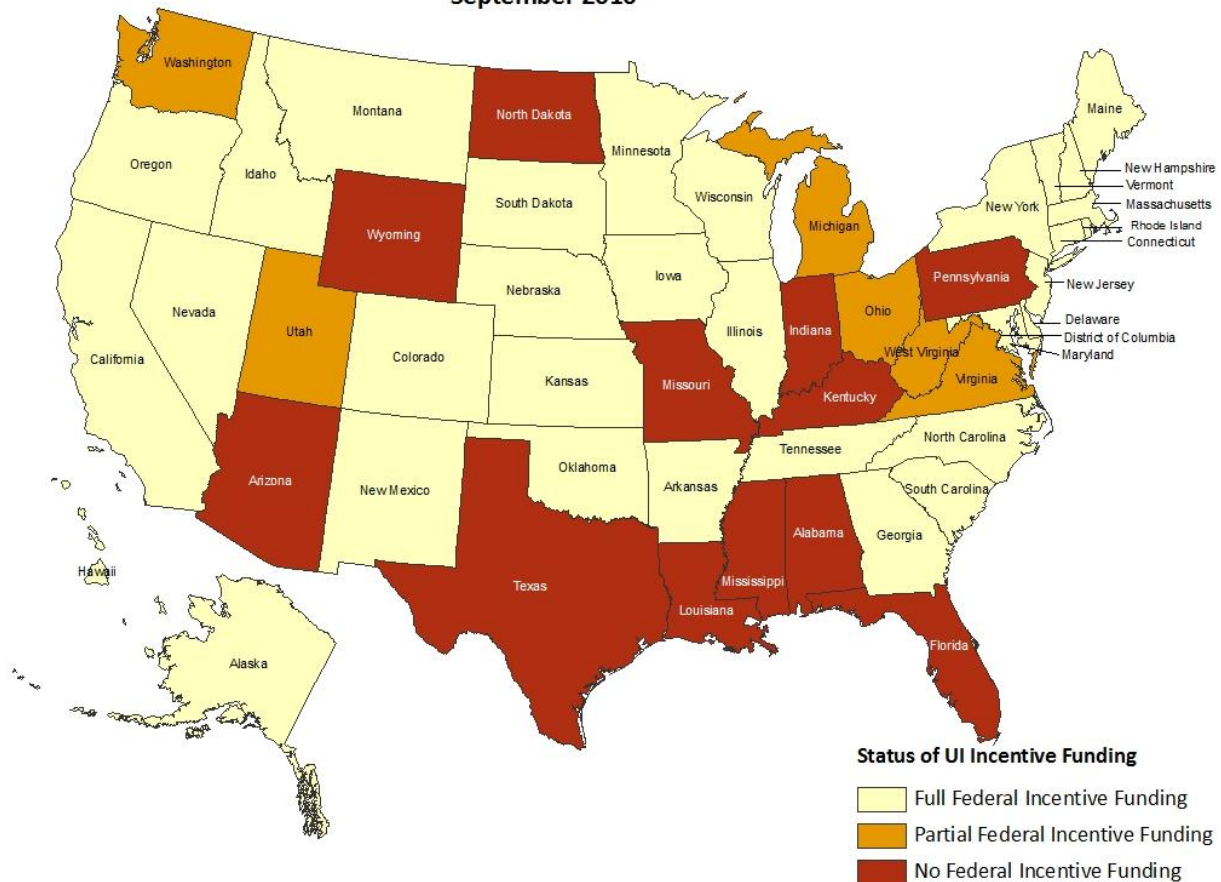 Washington
Montana
North Dakota
Minnesota
Maine
Oregon
Idaho
Wisconsin
South Dakota
New Hampshire
Vermont
New York
Massachusetts
Michigan
Wyoming
Rhode Island
Connecticut
Iowa
Pennsylvania
Nebraska
New Jersey
Nevada
Ohio
Illinois
Indiana
Utah
Delaware
District of Columbia
Maryland
California
Colorado
West Virginia
Virginia
Kansas
Missouri
Kentucky
North Carolina
Tennessee
Oklahoma
Arizona
New Mexico
Arkansas
South Carolina
Alabama
Georgia
Hawaii
Texas
Mississippi
Louisiana
Florida
Alaska
Status of UI Incentive Funding
Full Federal Incentive Funding
Partial Federal Incentive Funding
No Federal Incentive Funding